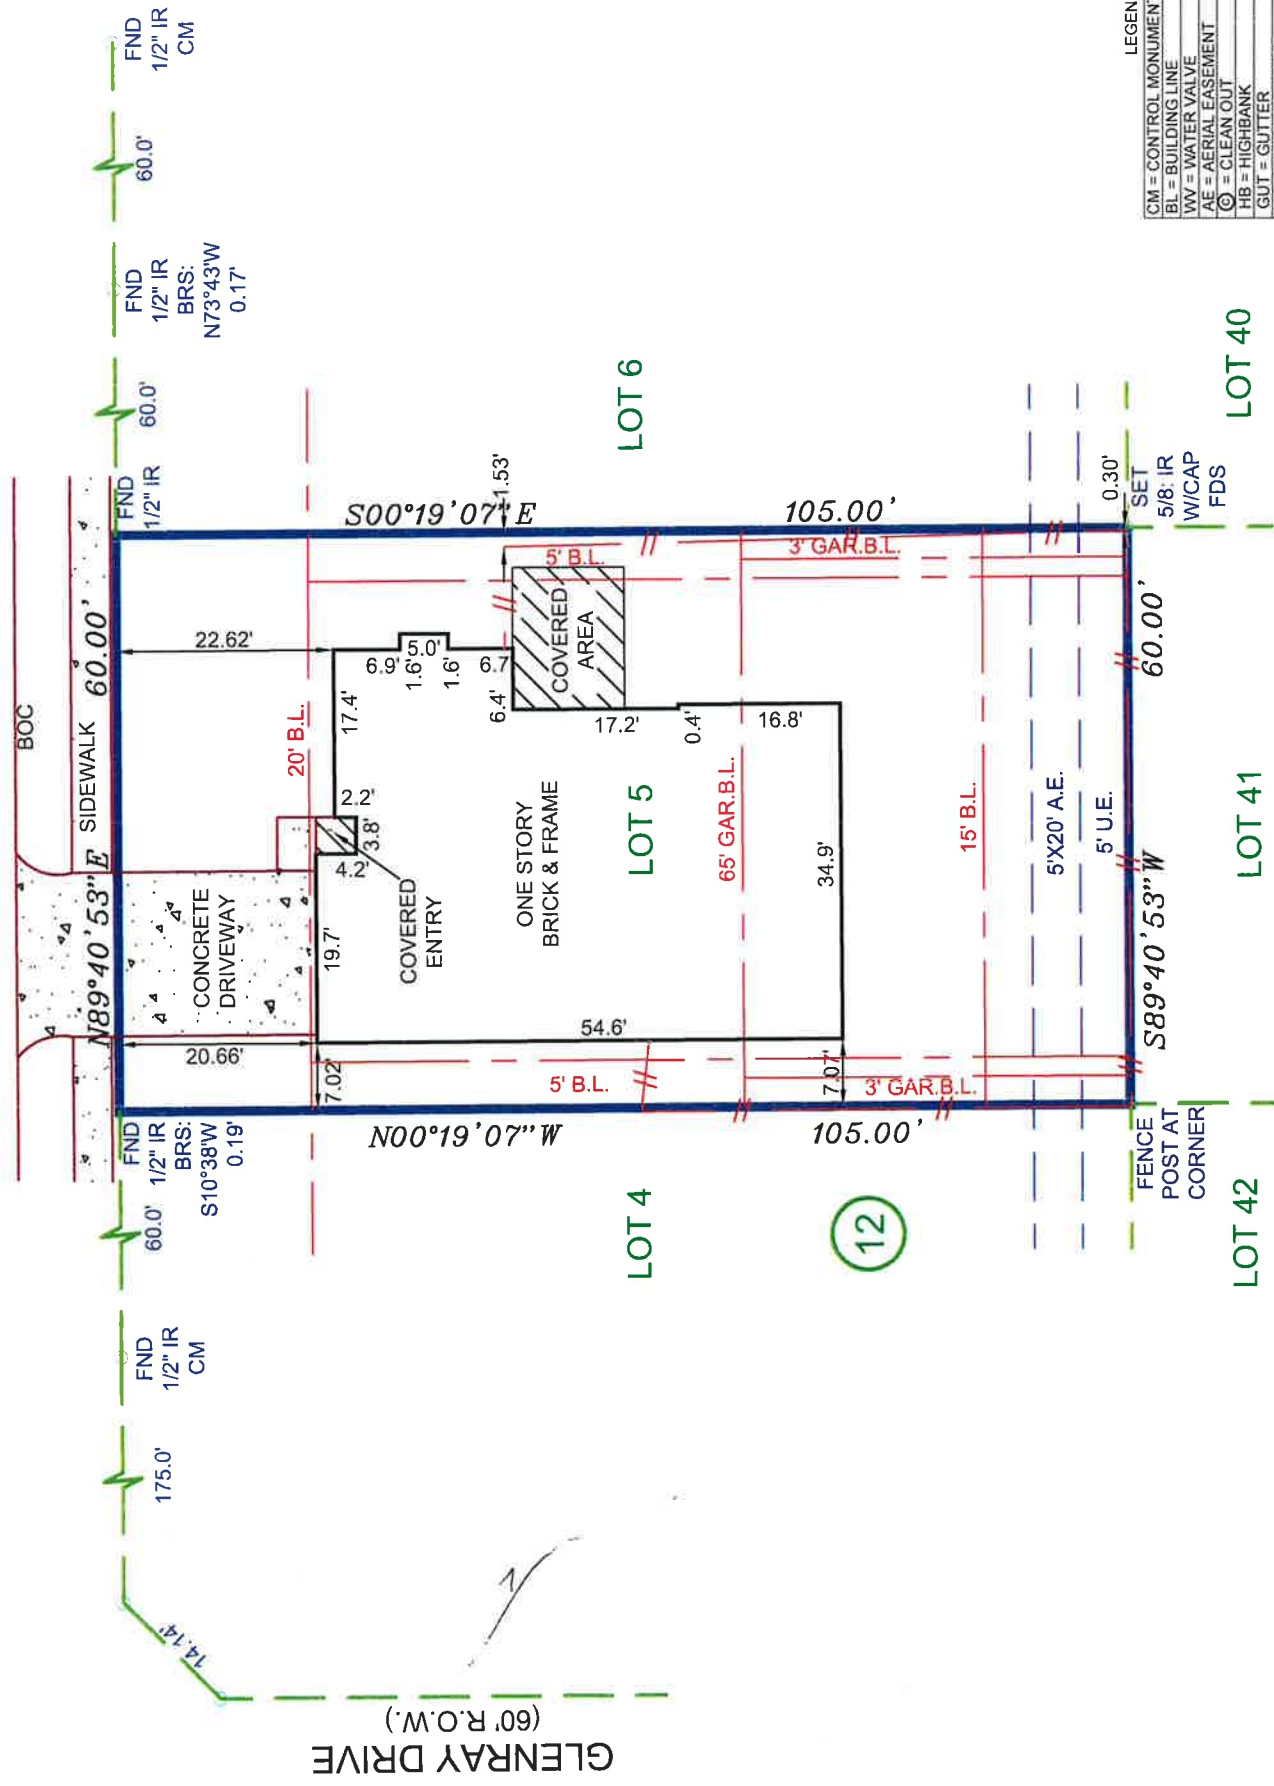 BOC
SIDEWALK
N89°40'53"E
60.00'
FND
1/2" IR
CM
60.0'
FND
1/2" IR
BRS:
N73°43'W
0.17'
60.0'
FND
1/2" IR
CONCRETE
DRIVEWAY
20.66'
22.62'
20' B.L.
FND
1/2" IR
BRS:
S10°38'W
0.19'
60.0'
FND
1/2" IR
CM
175.0'
14.14'
GLENRAY DRIVE
(60' R.O.W.)
S00°19'07"E
105.00'
1.53'
5' B.L.
3' GAR.B.L.
COVERED
AREA
17.4'
6.9'
1.6'
5.0'
1.6'
6.7
6.4'
17.2'
0.4'
16.8'
2.2'
3.8'
4.2'
19.7'
COVERED
ENTRY
ONE STORY
BRICK & FRAME
LOT 5
65' GAR.B.L.
34.9'
54.6'
7.02'
7.07'
5' B.L.
3' GAR.B.L.
N00°19'07"W
105.00'
15' B.L.
5'X20' A.E.
5' U.E.
S89°40'53"W
60.00'
LOT 6
LOT 4
12
LOT 40
LOT 41
LOT 42
0.30'
SET
5/8: IR
W/CAP
FDS
FENCE
POST AT
CORNER
LEGEN
CM = CONTROL MONUMENT
BL = BUILDING LINE
WV = WATER VALVE
AE = AERIAL EASEMENT
© = CLEAN OUT
HB = HIGHBANK
GUT = GUTTER